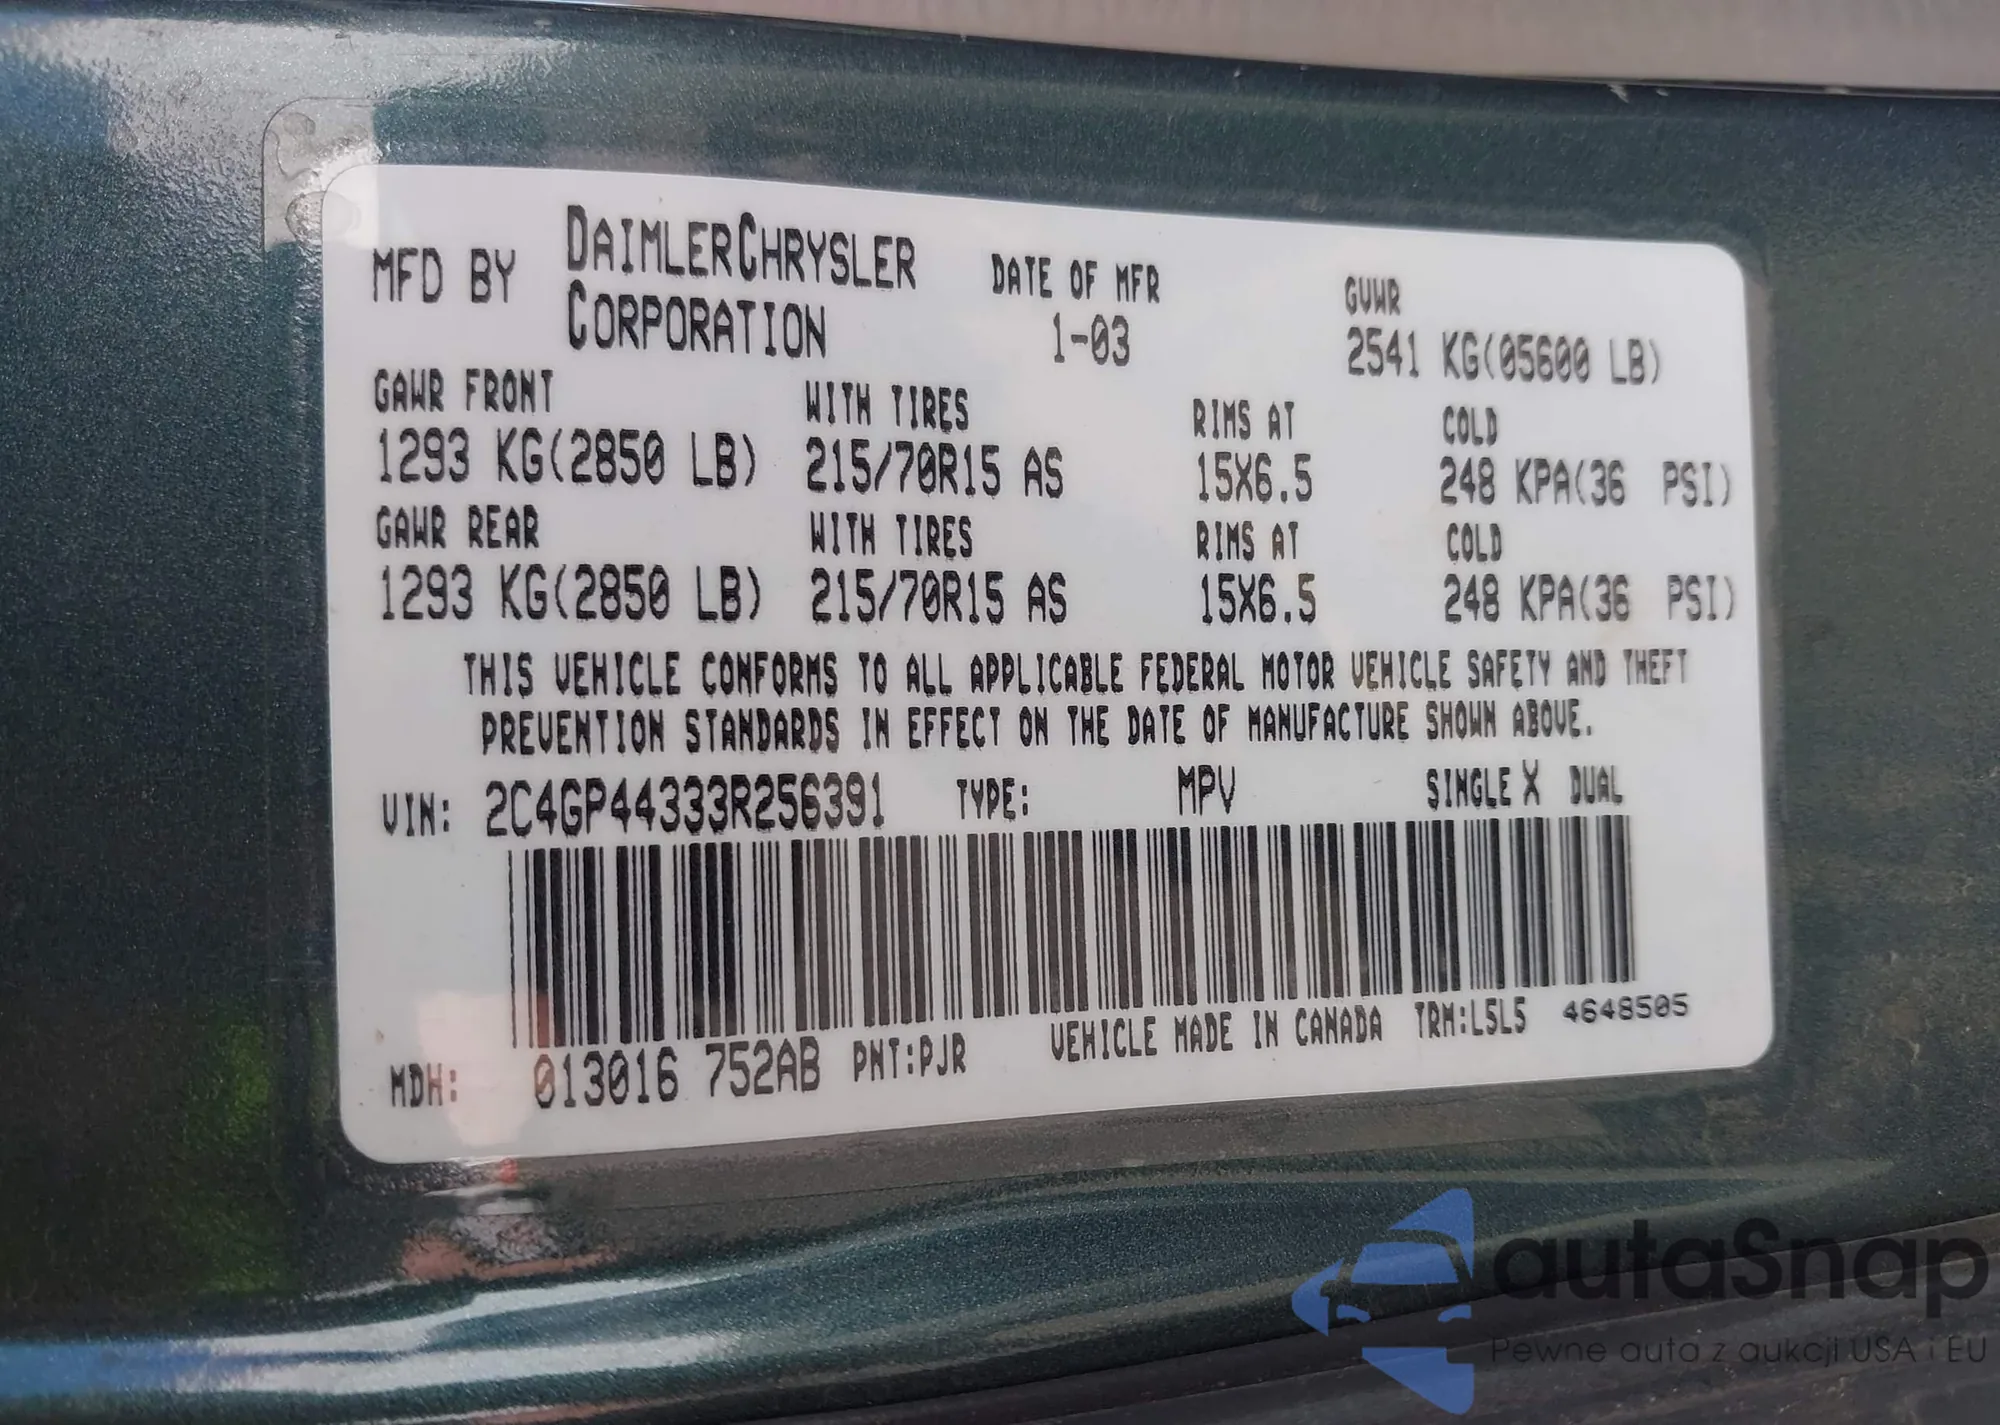 MFD BY DAIMLERCHRYSLER CORPORATION DATE OF MFR 1-03 GVWR 2541 KG(05600 LB)
GAWR FRONT WITH TIRES RIMS AT COLD
1293 KG(2850 LB) 215/70R15 AS 15X6.5 248 KPA(36 PSI)
GAWR REAR WITH TIRES RIMS AT COLD
1293 KG(2850 LB) 215/70R15 AS 15X6.5 248 KPA(36 PSI)
THIS VEHICLE CONFORMS TO ALL APPLICABLE FEDERAL MOTOR VEHICLE SAFETY AND THEFT
PREVENTION STANDARDS IN EFFECT ON THE DATE OF MANUFACTURE SHOWN ABOVE.
VIN: 2C4GP44333R256391 TYPE: MPV SINGLE X DUAL
MDH: 013016 752AB PNT:PJR VEHICLE MADE IN CANADA TRM:L5L5 4648505
autaSnap
Pewne auta z aukcji USA i EU